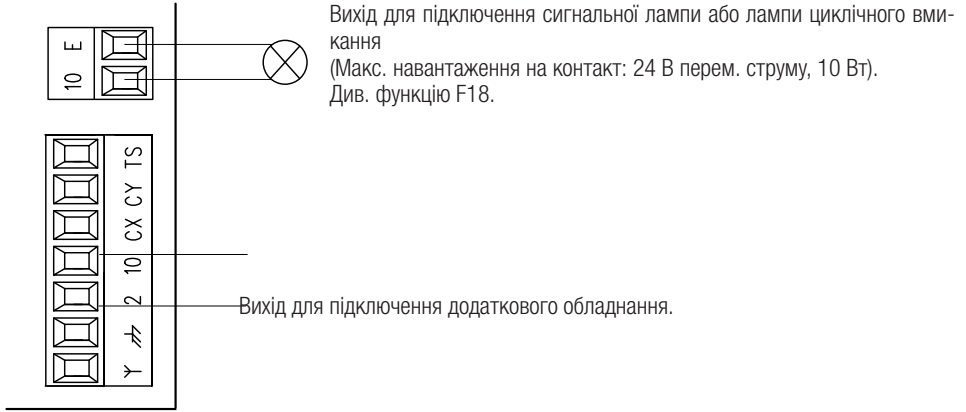 Вихід для підключення сигнальної лампи або лампи циклічного вми-
кання
(Макс. навантаження на контакт: 24 В перем. струму, 10 Вт).
Див. функцію F18.
10 E
TS
CY
CX
10
2
Y
Вихід для підключення додаткового обладнання.